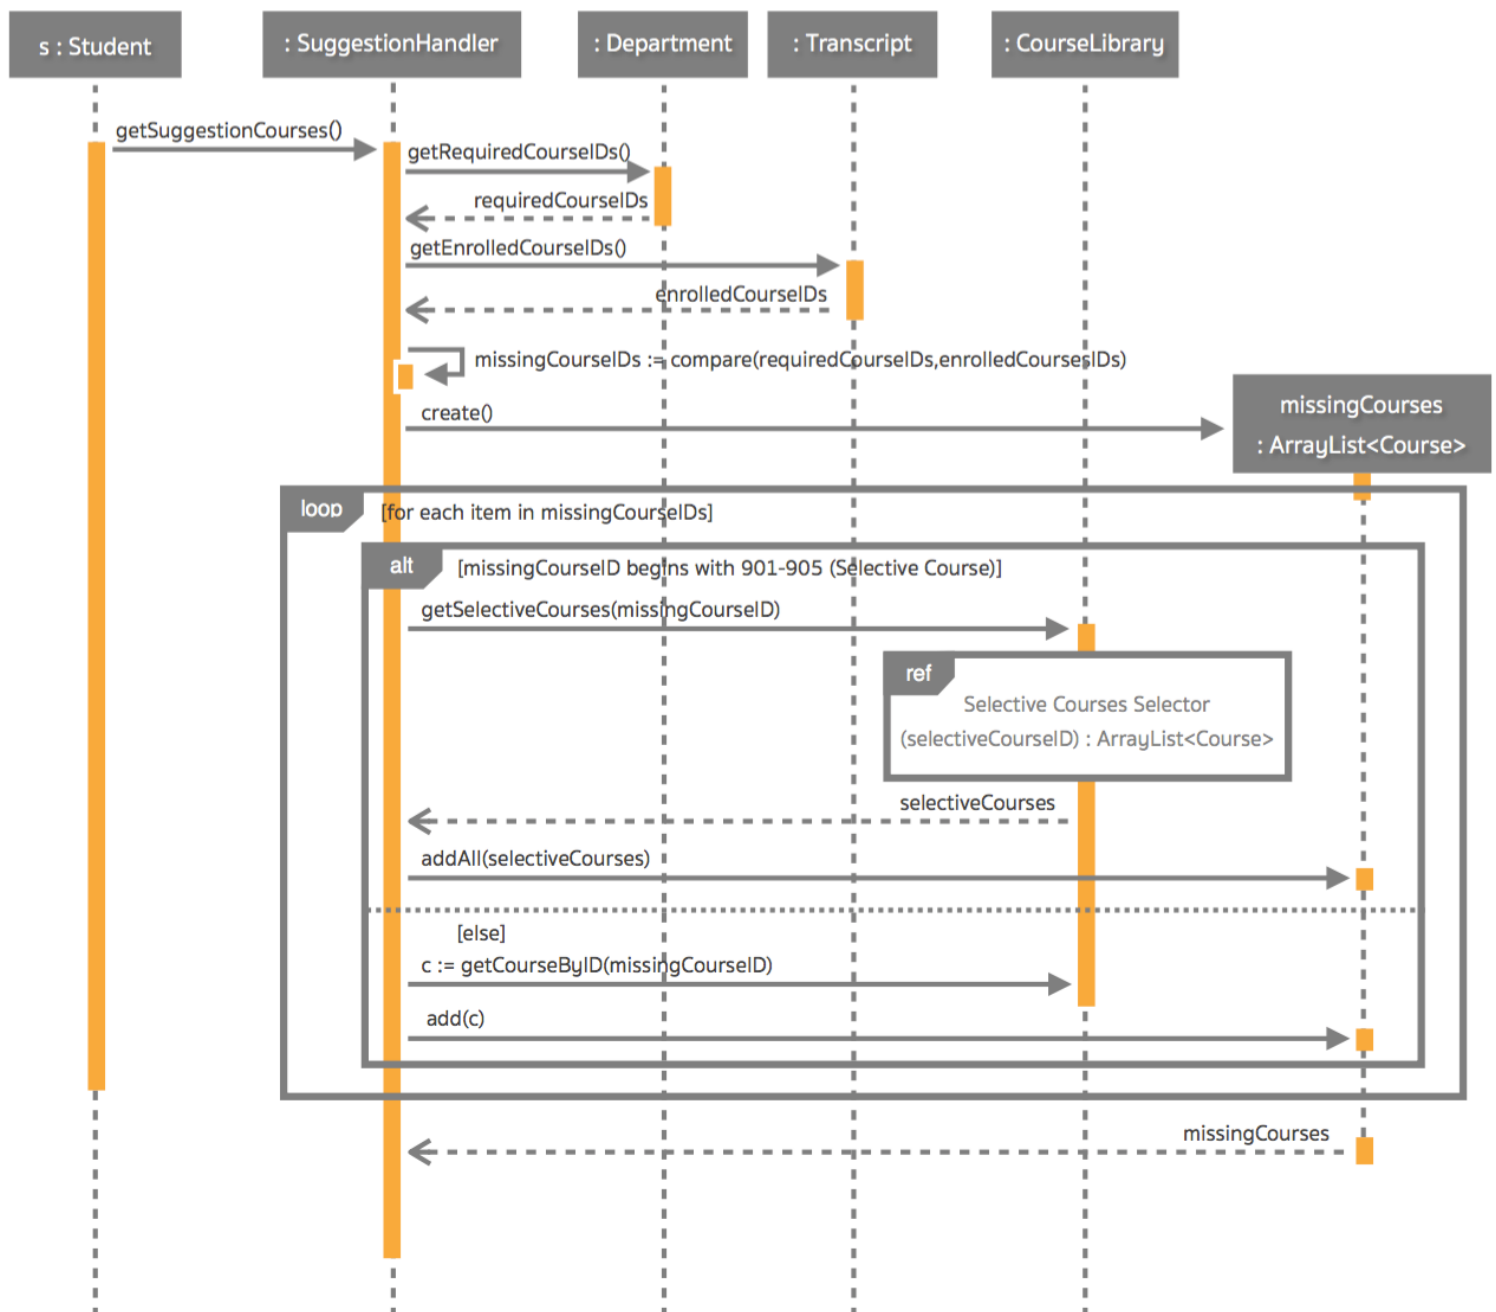 s : Student
: SuggestionHandler
: Department
: Transcript
: CourseLibrary
getSuggestionCourses()
getRequiredCourseIDs()
requiredCourseIDs
getEnrolledCourseIDs()
enrolledCourseIDs
missingCourseIDs := compare(requiredCourseIDs,enrolledCoursesIDs)
create()
missingCourses
: ArrayList<Course>
loop
[for each item in missingCourseIDs]
alt
[missingCourseID begins with 901-905 (Selective Course)]
getSelectiveCourses(missingCourseID)
ref
Selective Courses Selector
(selectiveCourseID) : ArrayList<Course>
selectiveCourses
addAll(selectiveCourses)
[else]
c := getCourseByID(missingCourseID)
add(c)
missingCourses